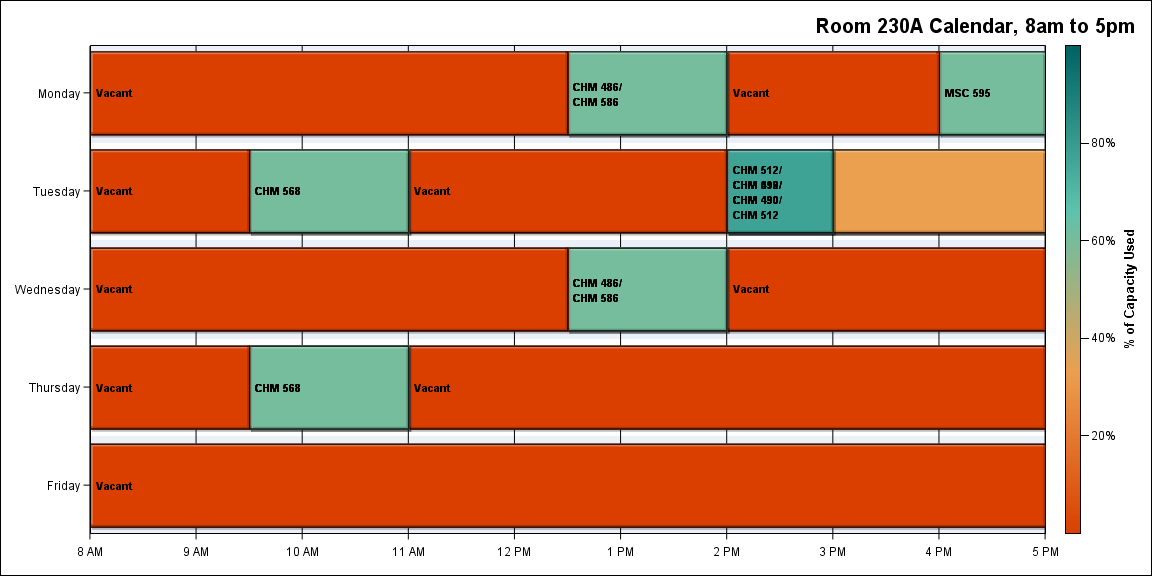 Room 230A Calendar, 8am to 5pm
Monday
Vacant
CHM 486/
CHM 586
Vacant
MSC 595
Tuesday
Vacant
CHM 568
Vacant
CHM 512/
CHM
CHM 490/
CHM 512
Wednesday
Vacant
CHM 486/
CHM 586
Vacant
Thursday
Vacant
CHM 568
Vacant
Friday
Vacant
8 AM
9 AM
10 AM
11 AM
12 PM
1 PM
2 PM
3 PM
4 PM
5 PM
80%
60%
40%
20%
% of Capacity Used